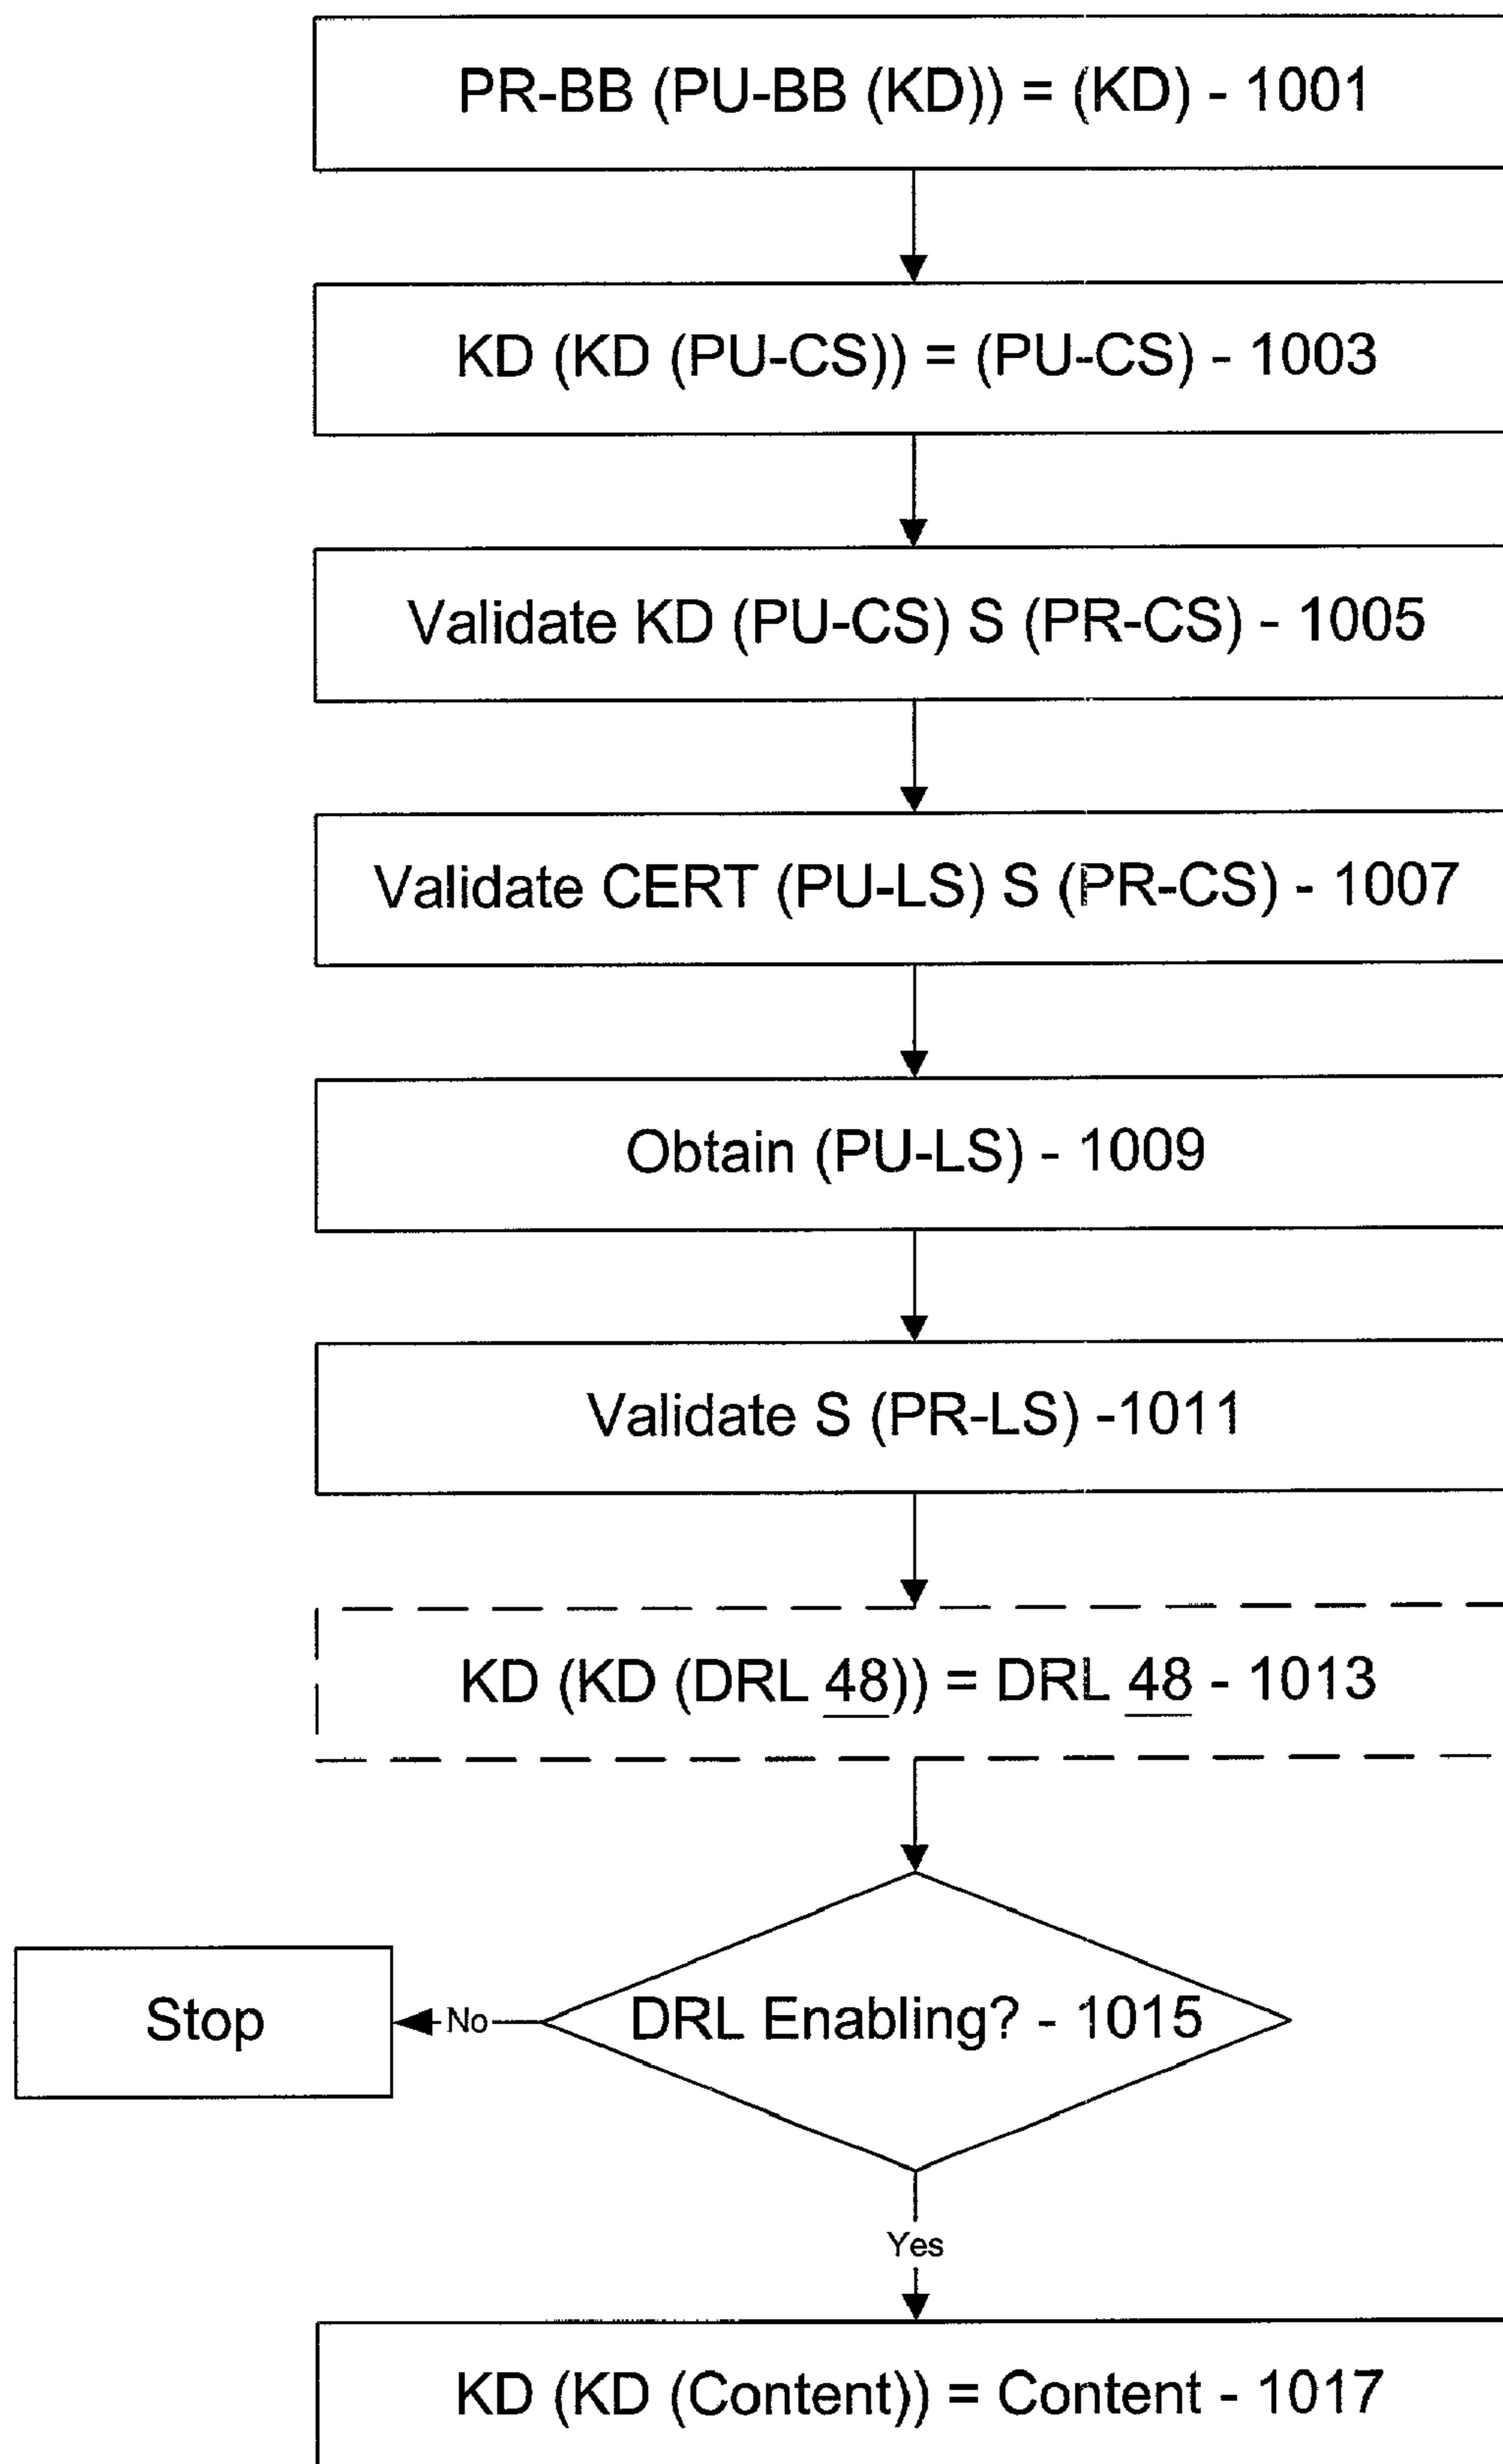 PR-BB (PU-BB (KD)) = (KD) - 1001
KD (KD (PU-CS)) = (PU-CS) - 1003
Validate KD (PU-CS) S (PR-CS) - 1005
Validate CERT (PU-LS) S (PR-CS) - 1007
Obtain (PU-LS) - 1009
Validate S (PR-LS) -1011
KD (KD (DRL 48)) = DRL 48 - 1013
DRL Enabling? - 1015
No
Stop
Yes
KD (KD (Content)) = Content - 1017